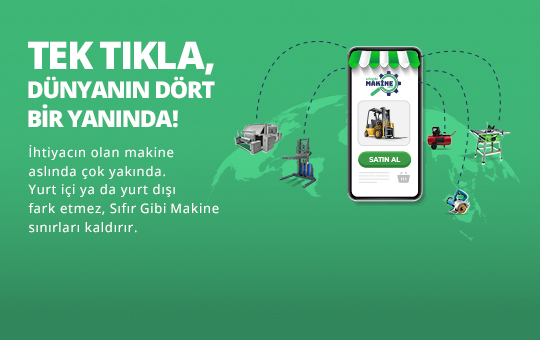 TEK TIKLA,
DÜNYANIN DÖRT
BİR YANINDA!
İhtiyacın olan makine
aslında çok yakında.
Yurt içi ya da yurt dışı
fark etmez, Sıfır Gibi Makine
sınırları kaldırır.
MAKİNE
SATIN AL